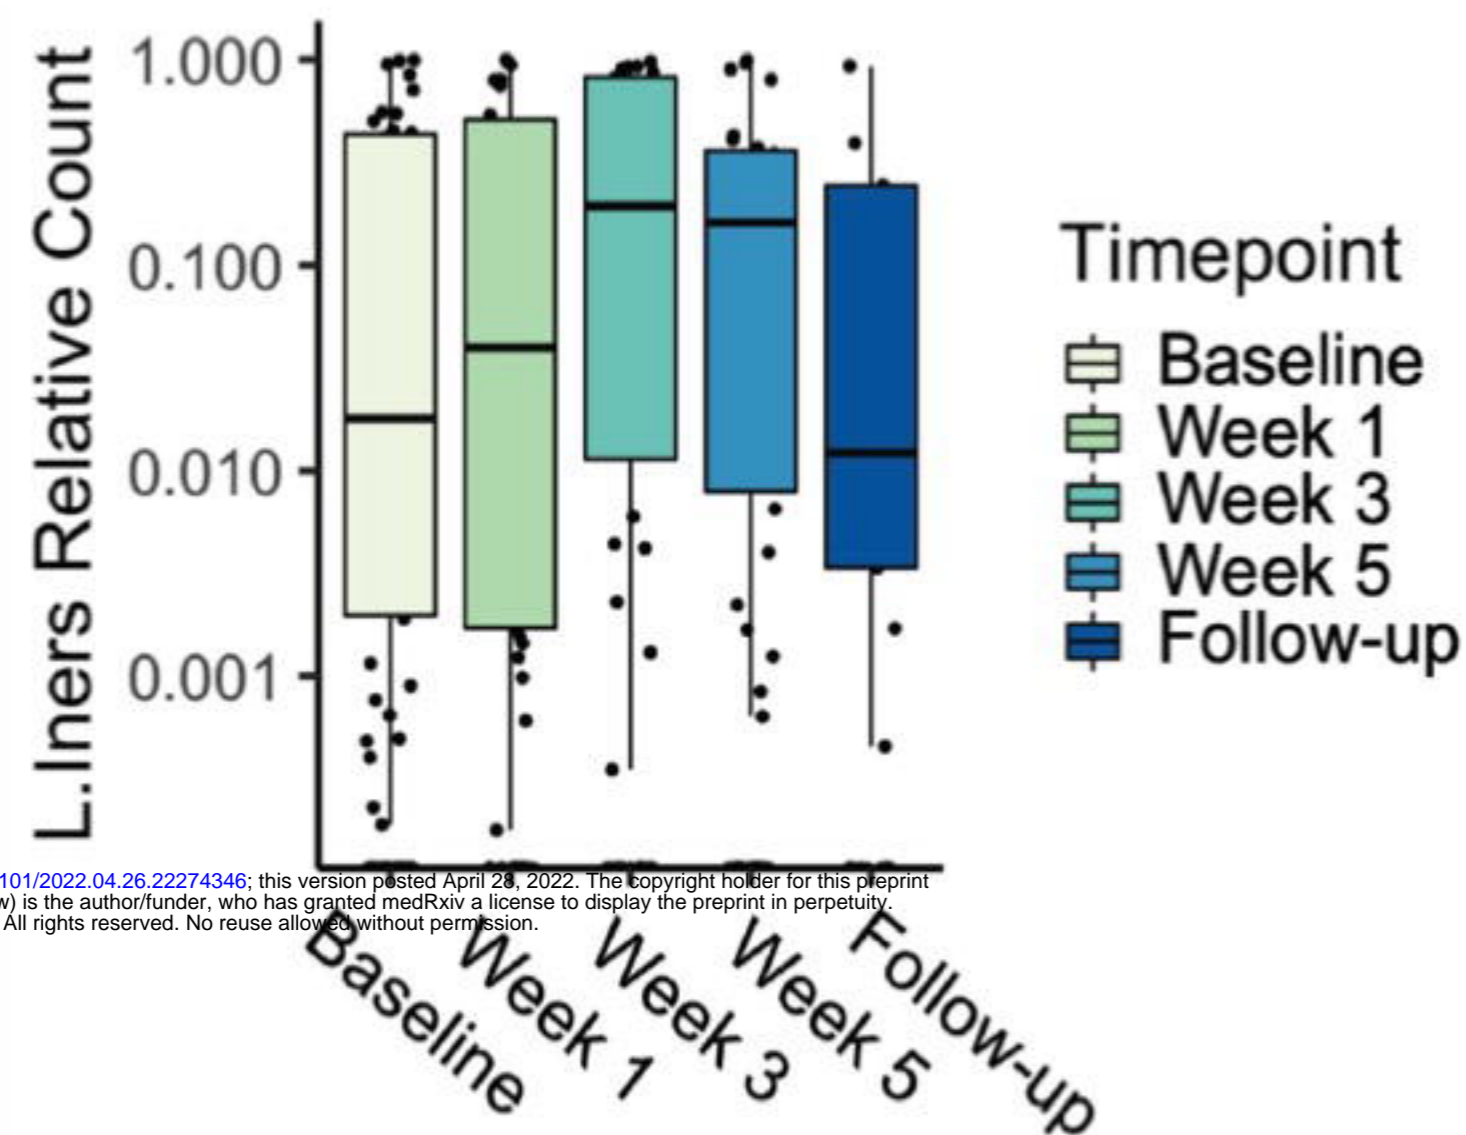 L.Iners Relative Count
1.000
0.100
0.010
0.001
Timepoint
Baseline
Week 1
Week 3
Week 5
Follow-up
101/2022.04.26.22274346; this version posted April 28, 2022. The copyright holder for this preprint
) is the author/funder, who has granted medRxiv a license to display the preprint in perpetuity.
All rights reserved. No reuse allowed without permission.
Baseline
Week 1
Week 3
Week 5
Follow-up